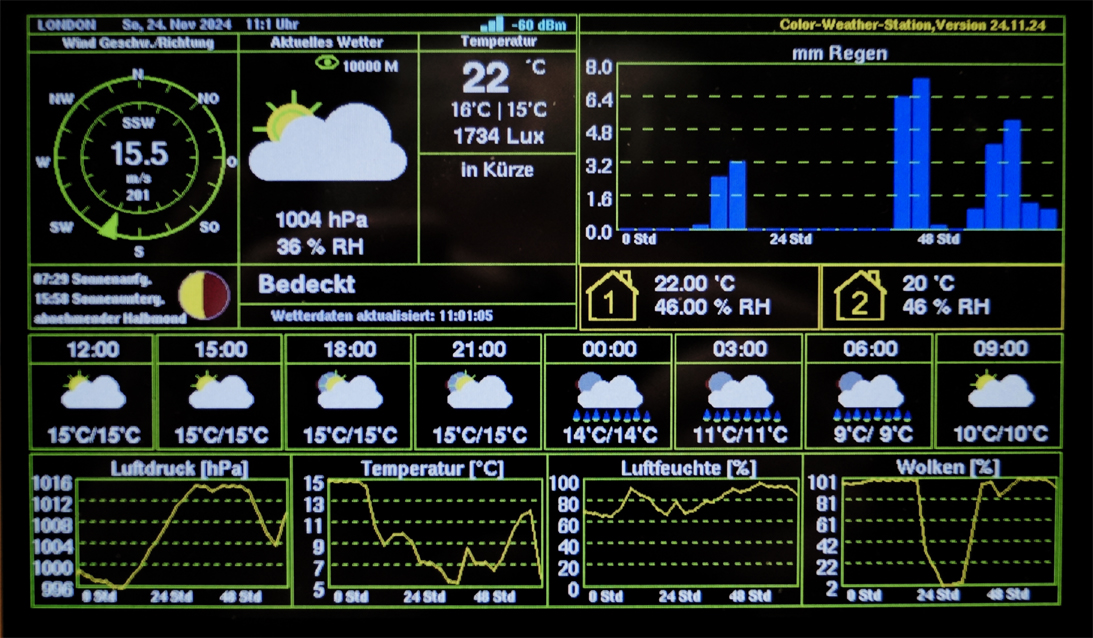 LONDON So, 24. Nov 2024 11:1 Uhr -60 dBm
Color-Weather-Station,Version 24.11.24
Wind Geschw./Richtung
N
NW NO
SSW
W 15.5 O
m/s
201
SW SO
S
Aktuelles Wetter
10000 M
1004 hPa
36 % RH
Temperatur
22 °C
16°C | 15°C
1734 Lux
in Kürze
mm Regen
8.0
6.4
4.8
3.2
1.6
0.0
0 Std 24 Std 48 Std
07:29 Sonnenaufg.
15:58 Sonnenunterg.
abnehmender Halbmond
Bedeckt
Wetterdaten aktualisiert: 11:01:05
1 22.00 °C
46.00 % RH
2 20 °C
46 % RH
12:00 15:00 18:00 21:00 00:00 03:00 06:00 09:00
15°C/15°C 15°C/15°C 15°C/15°C 15°C/15°C 14°C/14°C 11°C/11°C 9°C/ 9°C 10°C/10°C
Luftdruck [hPa]
1016
1012
1008
1004
1000
996
0 Std 24 Std 48 Std
Temperatur [°C]
15
13
11
9
7
5
0 Std 24 Std 48 Std
Luftfeuchte [%]
100
80
60
40
20
0
0 Std 24 Std 48 Std
Wolken [%]
101
81
61
42
22
2
0 Std 24 Std 48 Std